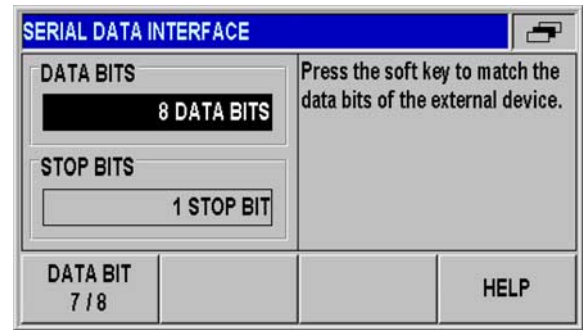 SERIAL DATA INTERFACE
DATA BITS
8 DATA BITS
STOP BITS
1 STOP BIT
Press the soft key to match the
data bits of the external device.
DATA BIT
7 / 8
HELP